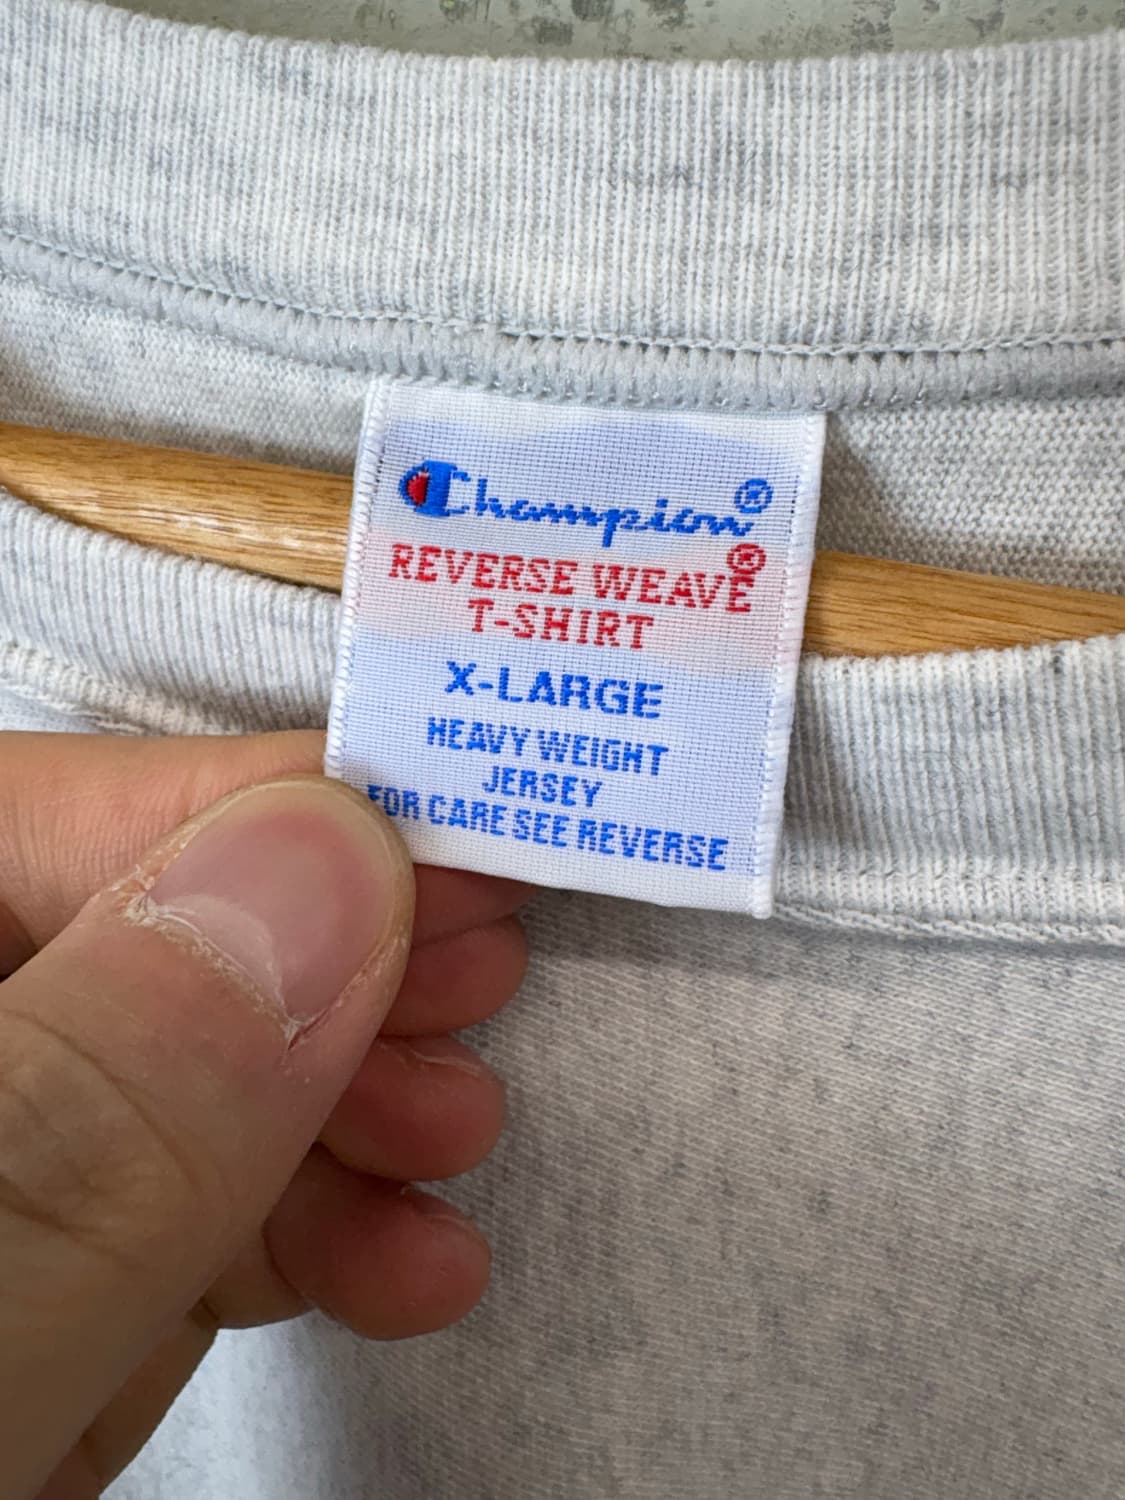 Champion®
REVERSE WEAVE®
T-SHIRT
X-LARGE
HEAVY WEIGHT
JERSEY
FOR CARE SEE REVERSE